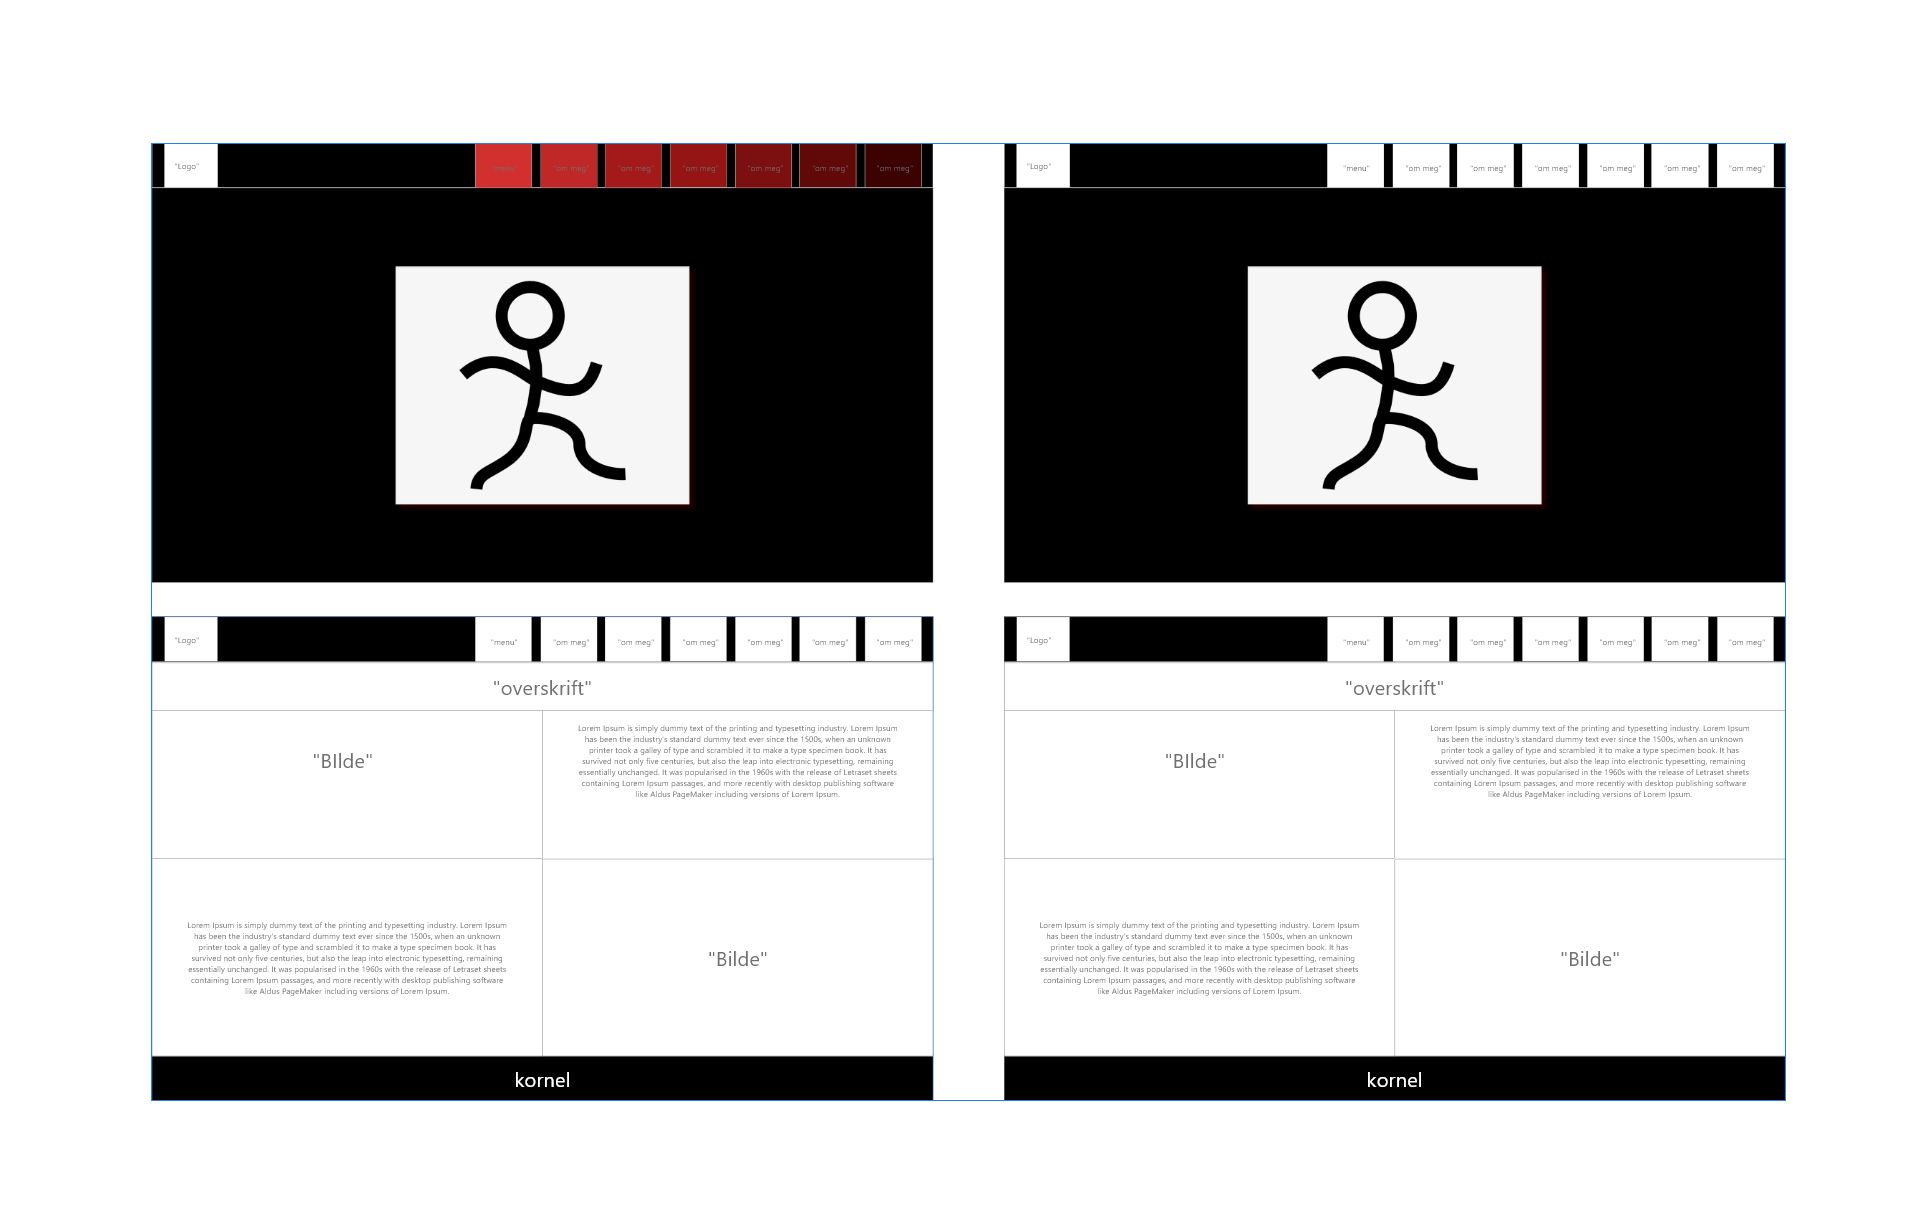 "Logo" "menu" "om meg" "om meg" "om meg" "om meg" "om meg" "om meg"
"Logo" "menu" "om meg" "om meg" "om meg" "om meg" "om meg" "om meg"
"Logo" "menu" "om meg" "om meg" "om meg" "om meg" "om meg" "om meg"
"overskrift"
"BIlde"
Lorem Ipsum is simply dummy text of the printing and typesetting industry. Lorem Ipsum
has been the industry's standard dummy text ever since the 1500s, when an unknown
printer took a galley of type and scrambled it to make a type specimen book. It has
survived not only five centuries, but also the leap into electronic typesetting, remaining
essentially unchanged. It was popularised in the 1960s with the release of Letraset sheets
containing Lorem Ipsum passages, and more recently with desktop publishing software
like Aldus PageMaker including versions of Lorem Ipsum.
Lorem Ipsum is simply dummy text of the printing and typesetting industry. Lorem Ipsum
has been the industry's standard dummy text ever since the 1500s, when an unknown
printer took a galley of type and scrambled it to make a type specimen book. It has
survived not only five centuries, but also the leap into electronic typesetting, remaining
essentially unchanged. It was popularised in the 1960s with the release of Letraset sheets
containing Lorem Ipsum passages, and more recently with desktop publishing software
like Aldus PageMaker including versions of Lorem Ipsum.
"Bilde"
kornel
"Logo" "menu" "om meg" "om meg" "om meg" "om meg" "om meg" "om meg"
"overskrift"
"BIlde"
Lorem Ipsum is simply dummy text of the printing and typesetting industry. Lorem Ipsum
has been the industry's standard dummy text ever since the 1500s, when an unknown
printer took a galley of type and scrambled it to make a type specimen book. It has
survived not only five centuries, but also the leap into electronic typesetting, remaining
essentially unchanged. It was popularised in the 1960s with the release of Letraset sheets
containing Lorem Ipsum passages, and more recently with desktop publishing software
like Aldus PageMaker including versions of Lorem Ipsum.
Lorem Ipsum is simply dummy text of the printing and typesetting industry. Lorem Ipsum
has been the industry's standard dummy text ever since the 1500s, when an unknown
printer took a galley of type and scrambled it to make a type specimen book. It has
survived not only five centuries, but also the leap into electronic typesetting, remaining
essentially unchanged. It was popularised in the 1960s with the release of Letraset sheets
containing Lorem Ipsum passages, and more recently with desktop publishing software
like Aldus PageMaker including versions of Lorem Ipsum.
"Bilde"
kornel